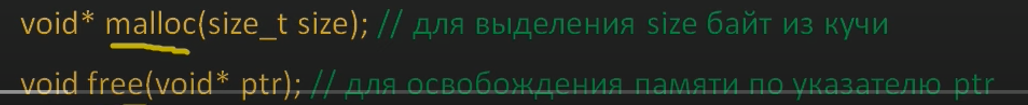 void* malloc(size_t size); // для выделения size байт из кучи
void free(void* ptr); // для освобождения памяти по указателю ptr